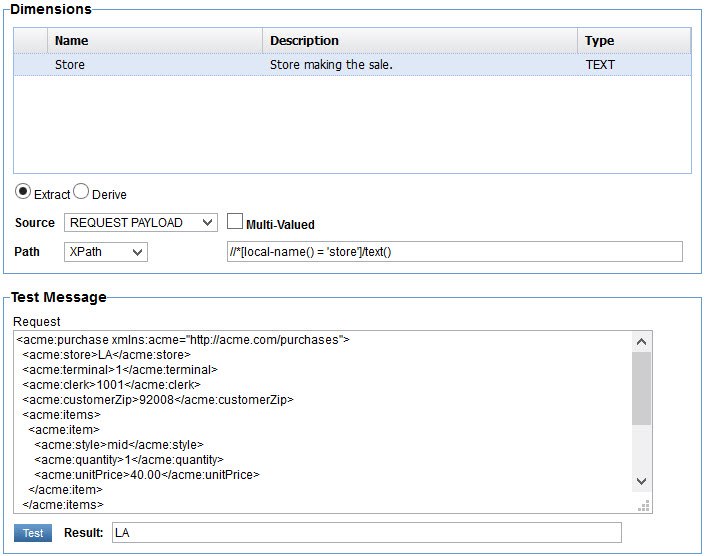 Dimensions
Name Description Type
Store Store making the sale. TEXT
Extract Derive
Source REQUEST PAYLOAD Multi-Valued
Path XPath //*[local-name() = 'store']/text()
Test Message
Request
<acme:purchase xmlns:acme="http://acme.com/purchases">
<acme:store>LA</acme:store>
<acme:terminal>1</acme:terminal>
<acme:clerk>1001</acme:clerk>
<acme:customerZip>92008</acme:customerZip>
<acme:items>
<acme:item>
<acme:style>mid</acme:style>
<acme:quantity>1</acme:quantity>
<acme:unitPrice>40.00</acme:unitPrice>
</acme:item>
</acme:items>
Test Result: LA